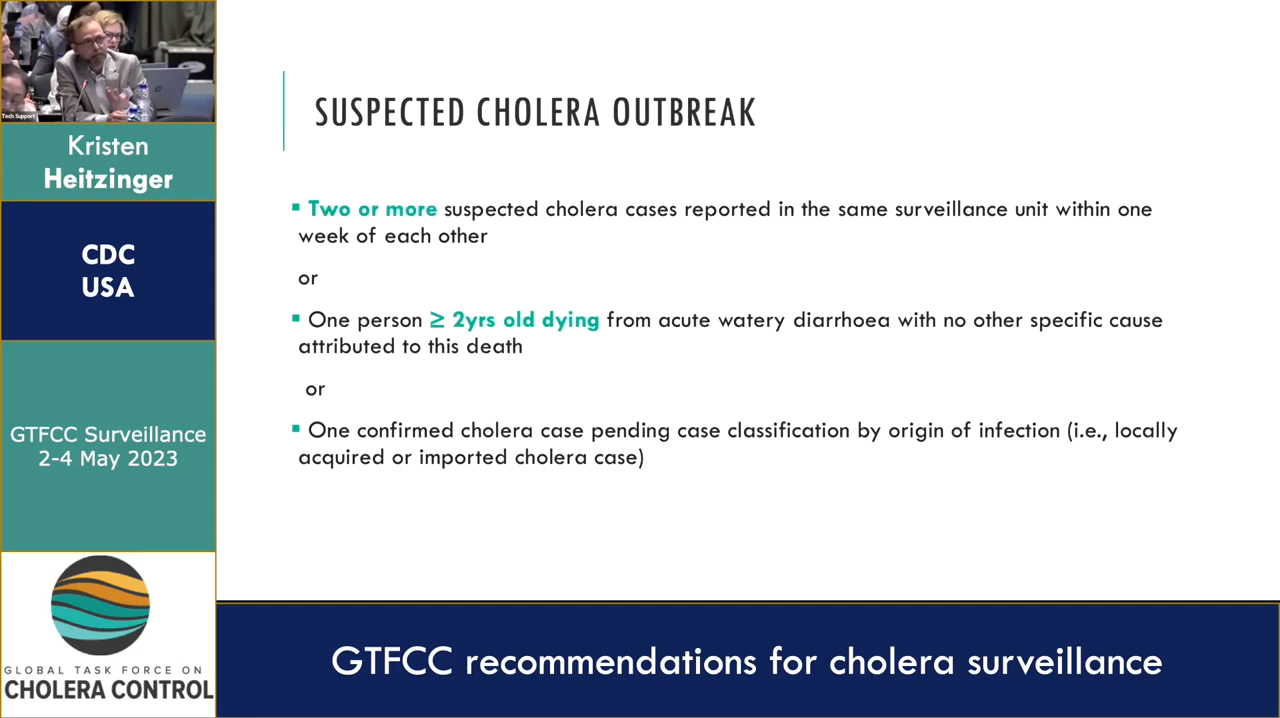 Tech Support
Kristen
Heitzinger
CDC
USA
GTFCC Surveillance
2-4 May 2023
GLOBAL TASK FORCE ON
CHOLERA CONTROL
SUSPECTED CHOLERA OUTBREAK
▪ Two or more suspected cholera cases reported in the same surveillance unit within one
week of each other
or
▪ One person ≥ 2yrs old dying from acute watery diarrhoea with no other specific cause
attributed to this death
or
▪ One confirmed cholera case pending case classification by origin of infection (i.e., locally
acquired or imported cholera case)
GTFCC recommendations for cholera surveillance